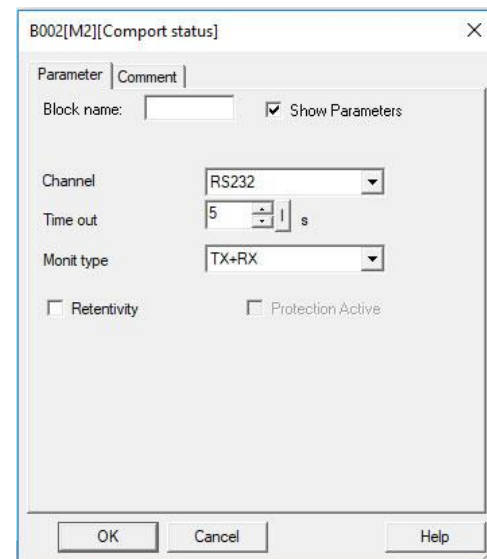 B002[M2][Comport status]
Parameter Comment
Block name: Show Parameters
Channel RS232
Time out 5 s
Monit type TX+RX
Retentivity Protection Active
OK Cancel Help